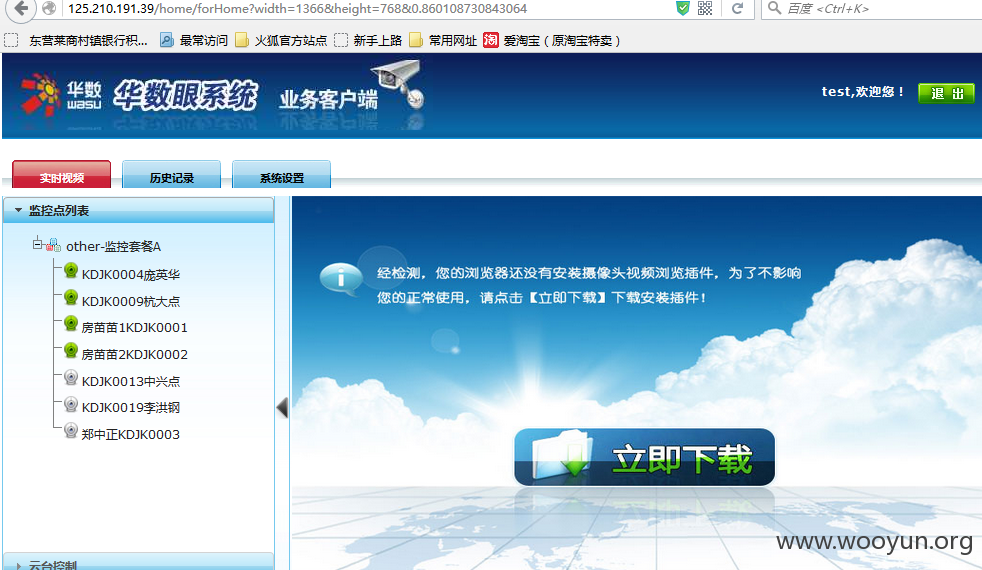 125.210.191.39/home/forHome?width=1366&height=768&0.860108730843064
百度 <Ctrl+K>
东营莱商村镇银行积... 最常访问 火狐官方站点 新手上路 常用网址 淘 爱淘宝（原淘宝特卖）
华数 wasu 华数眼系统 业务客户端
test,欢迎您！ 退 出
实时视频 历史记录 系统设置
监控点列表
other-监控套餐A
KDJK0004庞英华
KDJK0009杭大点
房苗苗1KDJK0001
房苗苗2KDJK0002
KDJK0013中兴点
KDJK0019李洪钢
郑中正KDJK0003
云台控制
经检测，您的浏览器还没有安装摄像头视频浏览插件，为了不影响
您的正常使用，请点击【立即下载】下载安装插件！
立即下载
www.wooyun.org